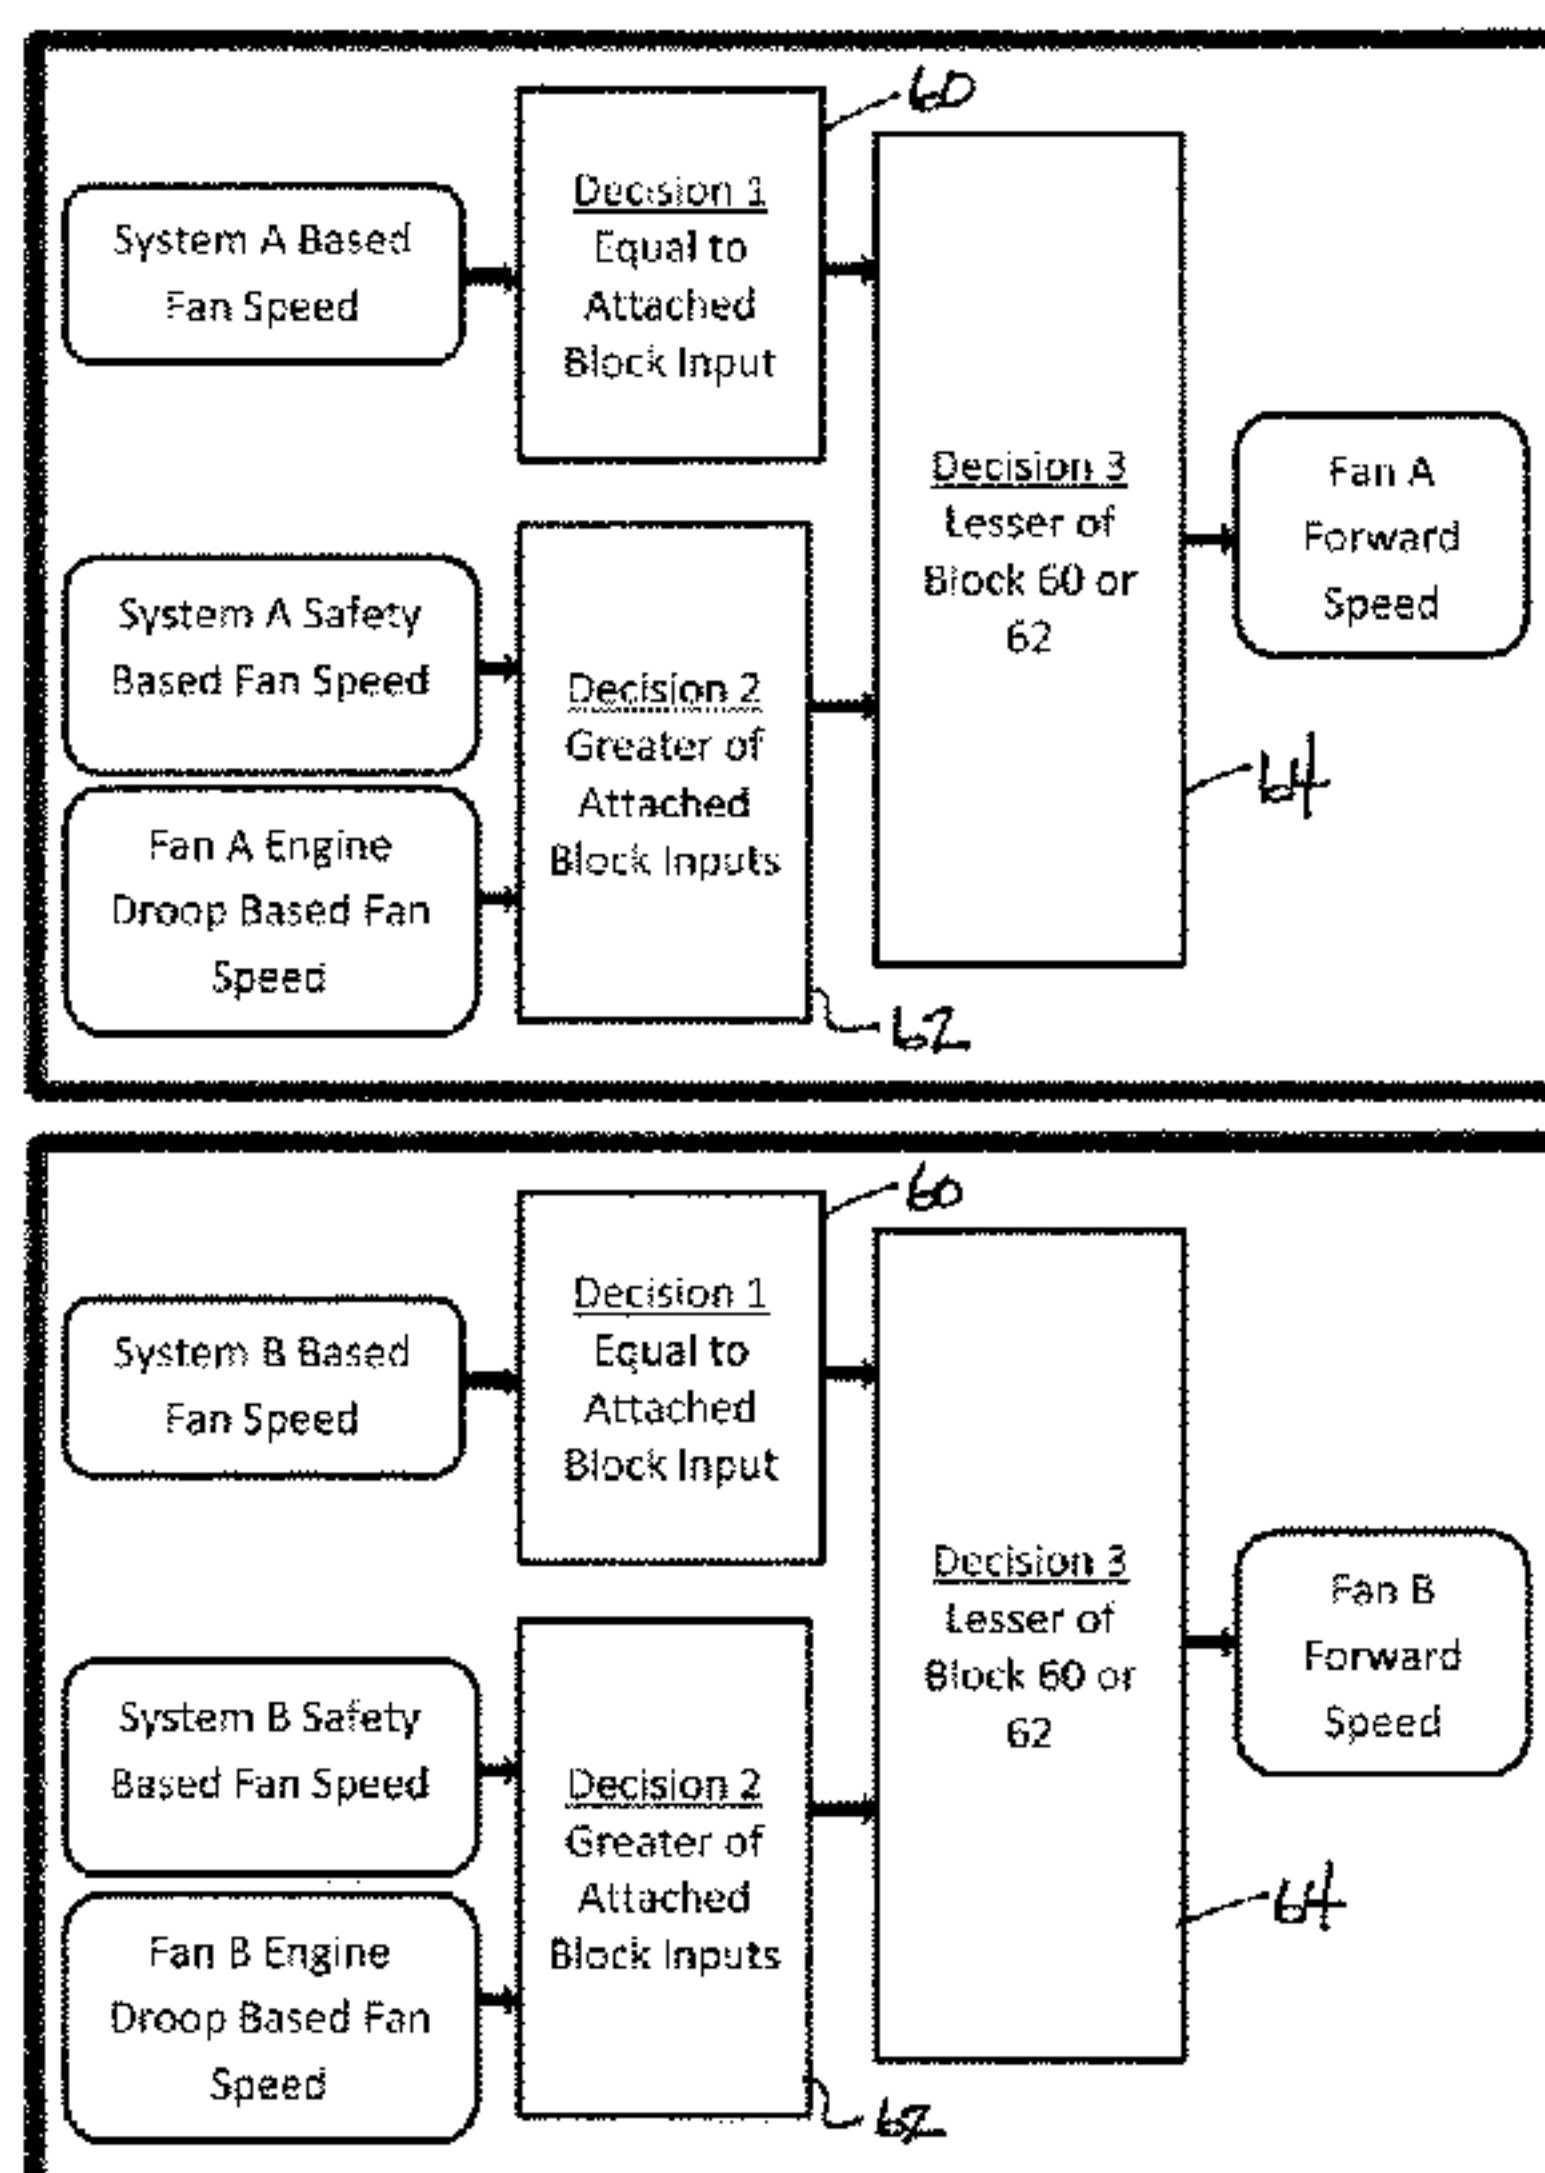 60
Decision 1
Equal to
Attached
Block Input
System A Based
Fan Speed
Decision 3
Lesser of
Block 60 or
62
Fan A
Forward
Speed
System A Safety
Based Fan Speed
Decision 2
Greater of
Attached
Block Inputs
64
Fan A Engine
Droop Based Fan
Speed
62
60
Decision 1
Equal to
Attached
Block Input
System B Based
Fan Speed
Decision 3
Lesser of
Block 60 or
62
Fan B
Forward
Speed
System B Safety
Based Fan Speed
Decision 2
Greater of
Attached
Block Inputs
64
Fan B Engine
Droop Based Fan
Speed
62